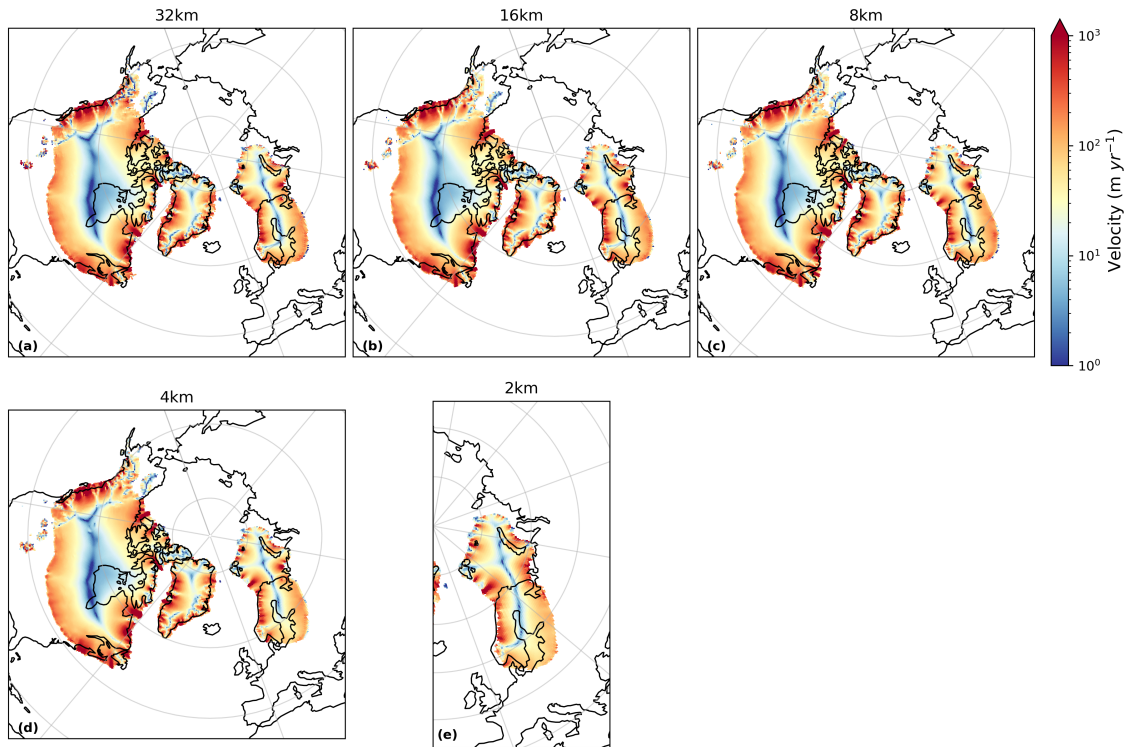 32km
16km
8km
10³
10²
10¹
10⁰
Velocity (m yr⁻¹)
(a)
(b)
(c)
4km
2km
(d)
(e)